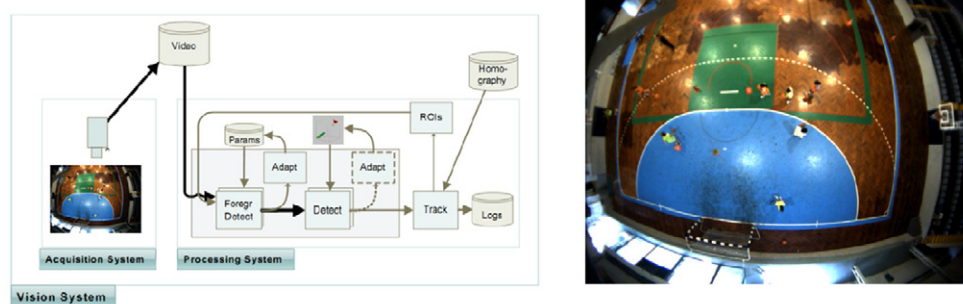 Video
Homo-
graphy
RCIs
Params
Adapt
Adapt
Foregr
Detect
Detect
Track
Logs
Acquisition System
Processing System
Vision System